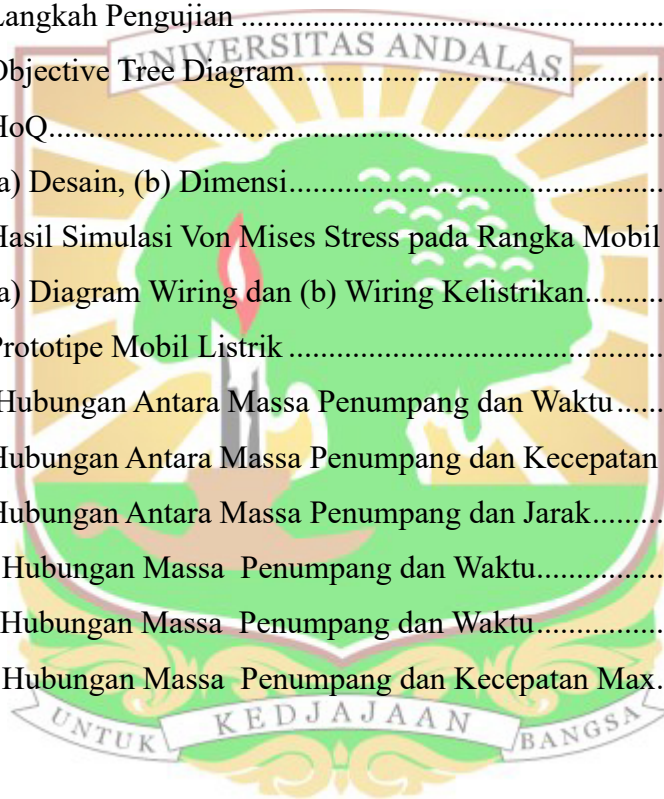 Langkah Pengujian ..........................................
UNIVERSITAS ANDALAS
Objective Tree Diagram..........................................
HoQ..........................................
a) Desain, (b) Dimensi..........................................
Hasil Simulasi Von Mises Stress pada Rangka Mobil
a) Diagram Wiring dan (b) Wiring Kelistrikan..........
Prototipe Mobil Listrik ..........................................
Hubungan Antara Massa Penumpang dan Waktu......
Hubungan Antara Massa Penumpang dan Kecepatan
Hubungan Antara Massa Penumpang dan Jarak.........
Hubungan Massa  Penumpang dan Waktu................
Hubungan Massa  Penumpang dan Waktu................
Hubungan Massa  Penumpang dan Kecepatan Max.
UNTUK KEDJAJAAN BANGSA